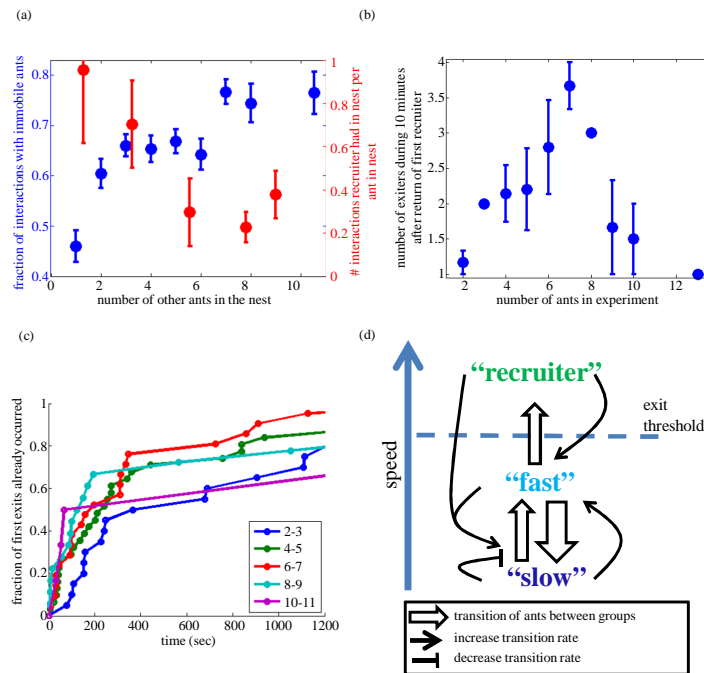 (a)
0.8
0.7
0.6
0.5
0.4
fraction of interactions with immobile ants
0
2
4
6
8
10
number of other ants in the nest
1
0.8
0.6
0.4
0.2
0
# interactions recruiter had in nest per
ant in nest
(b)
4
3.5
3
2.5
2
1.5
1
number of exiters during 10 minutes
after return of first recruiter
2
4
6
8
10
12
number of ants in experiment
(c)
1
0.8
0.6
0.4
0.2
0
fraction of first exits already occurred
0
200
400
600
800
1000
1200
time (sec)
2-3
4-5
6-7
8-9
10-11
(d)
speed
“recruiter”
exit
threshold
“fast”
“slow”
transition of ants between groups
increase transition rate
decrease transition rate